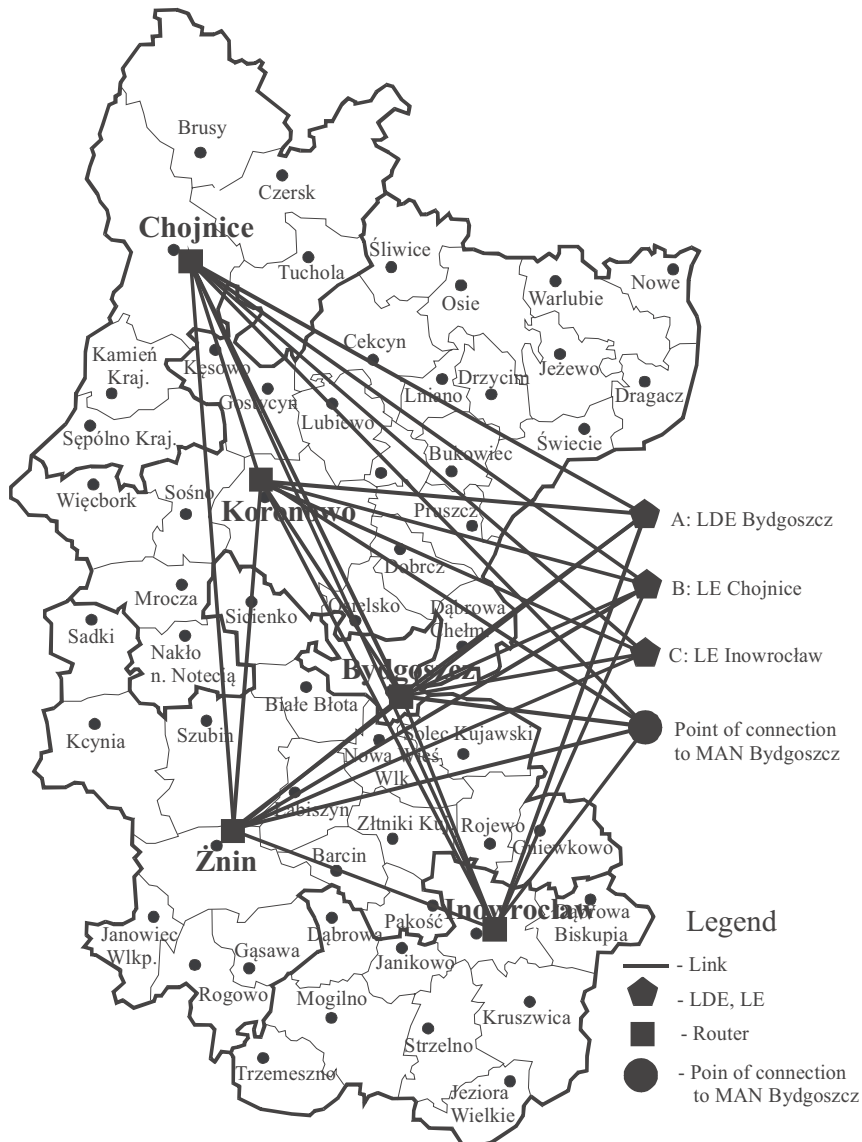 Brusy
Czersk
Chojnice
Tuchola
Śliwice
Osie
Warlubie
Nowe
Cekcyn
Kamień
Kraj.
Kęsowo
Gostycyn
Lubiewo
Lniano
Drzycim
Jeżewo
Dragacz
Sępólno Kraj.
Świecie
Bukowiec
Więcbork
Sośno
Koronowo
Pruszcz
A: LDE Bydgoszcz
Dobrcz
B: LE Chojnice
Mrocza
Sicienko
Osielsko
Dąbrowa
Chełm.
Sadki
Nakło
n. Notecią
C: LE Inowrocław
Bydgoszcz
Białe Błota
Kcynia
Szubin
Solec Kujawski
Nowa Wieś
Wlk.
Point of connection
to MAN Bydgoszcz
Łabiszyn
Złtniki Kuj.
Rojewo
Gniewkowo
Żnin
Barcin
Pakość
Inowrocław
Dąbrowa
Biskupia
Janowiec
Wlkp.
Gąsawa
Dąbrowa
Janikowo
Rogowo
Mogilno
Kruszwica
Strzelno
Trzemeszno
Jeziora
Wielkie
Legend
- Link
- LDE, LE
- Router
- Poin of connection
to MAN Bydgoszcz